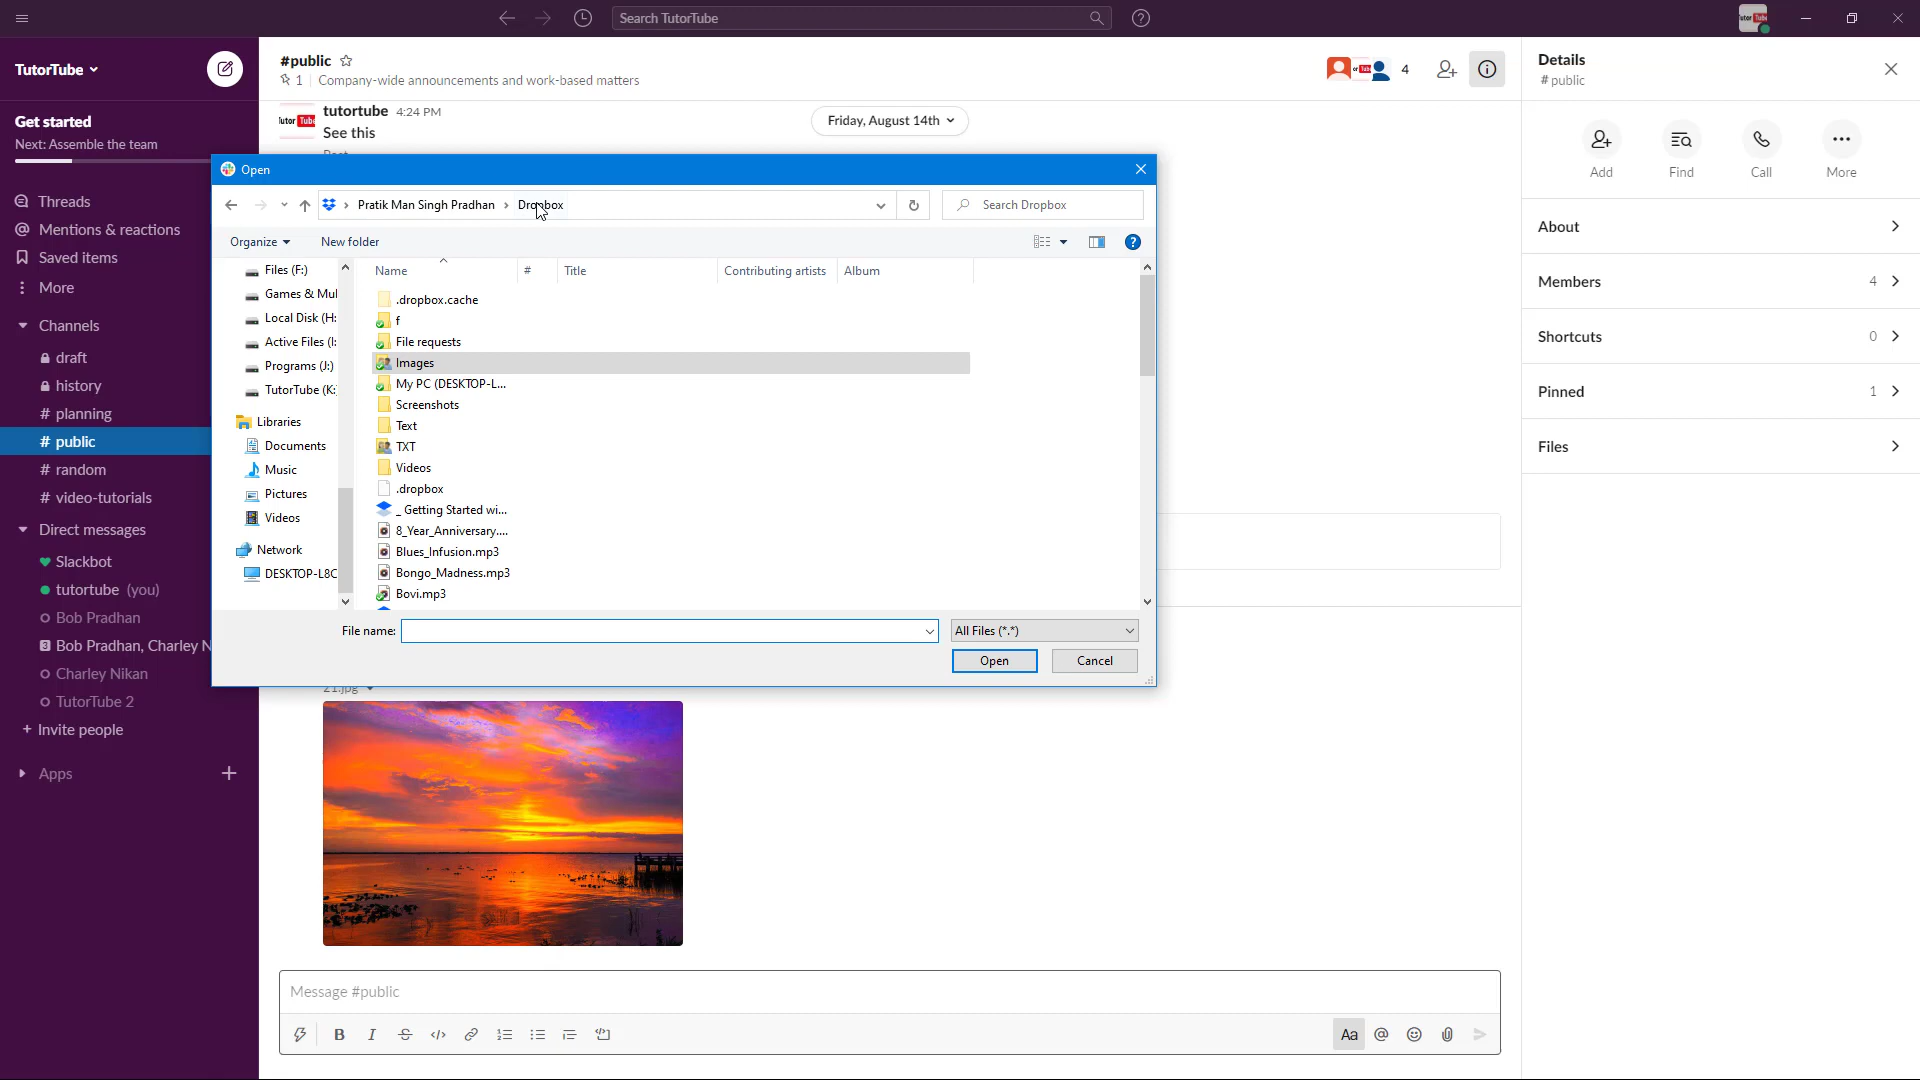 Search TutorTube
TutorTube
Get started
Next: Assemble the team
Threads
Mentions & reactions
Saved items
More
Channels
draft
history
# planning
# public
# random
# video-tutorials
Direct messages
Slackbot
tutortube (you)
Bob Pradhan
3 Bob Pradhan, Charley N
Charley Nikan
TutorTube 2
+ Invite people
Apps
#public
1 | Company-wide announcements and work-based matters
4
tutortube 4:24 PM
See this
Friday, August 14th
Open
Pratik Man Singh Pradhan > Dropbox
Search Dropbox
Organize
New folder
Files (F:)
Games & Mul
Local Disk (H:
Active Files (I:
Programs (J:)
TutorTube (K:
Libraries
Documents
Music
Pictures
Videos
Network
DESKTOP-L8C
Name
#
Title
Contributing artists
Album
.dropbox.cache
f
File requests
Images
My PC (DESKTOP-L...
Screenshots
Text
TXT
Videos
.dropbox
_ Getting Started wi...
8_Year_Anniversary....
Blues_Infusion.mp3
Bongo_Madness.mp3
Bovi.mp3
File name:
All Files (*.*)
Open
Cancel
21.jpg
Message #public
B
I
S
Aa
@
Details
# public
Add
Find
Call
More
About
Members 4
Shortcuts 0
Pinned 1
Files